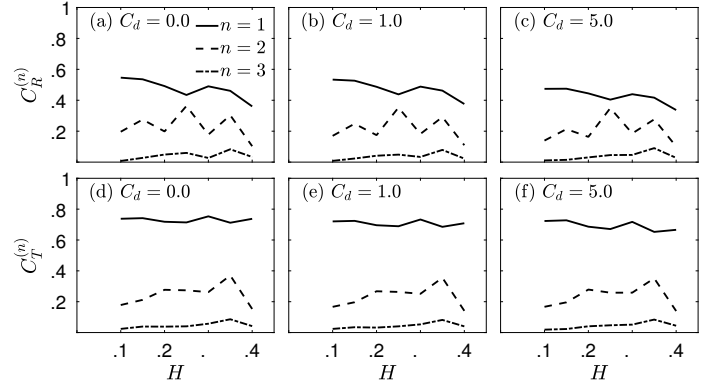 1 (a) C_d = 0.0 (b) C_d = 1.0 (c) C_d = 5.0
n = 1
n = 2
n = 3
.8
.6
.4
.2
C_R^{(n)}
1 (d) C_d = 0.0 (e) C_d = 1.0 (f) C_d = 5.0
.8
.6
.4
.2
C_T^{(n)}
.1 .2 . .4 .1 .2 . .4 .1 .2 . .4
H H H